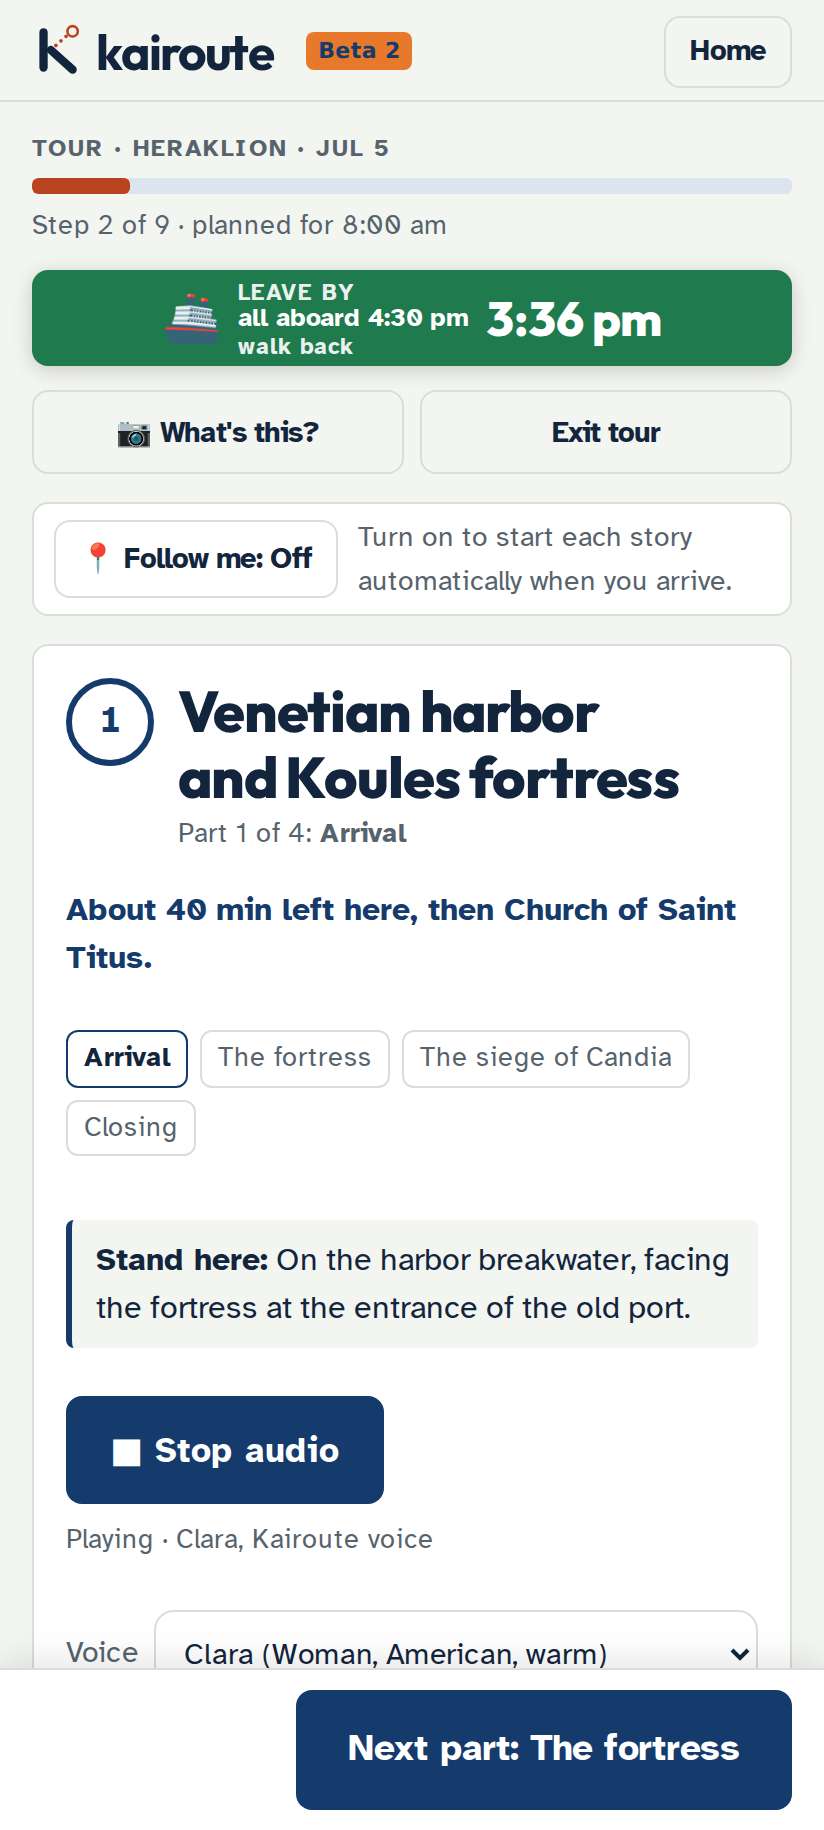 kairoute
Beta 2
Home
TOUR · HERAKLION · JUL 5
Step 2 of 9 · planned for 8:00 am
LEAVE BY
all aboard 4:30 pm
walk back
3:36 pm
What's this?
Exit tour
Follow me: Off
Turn on to start each story
automatically when you arrive.
1
Venetian harbor
and Koules fortress
Part 1 of 4: Arrival
About 40 min left here, then Church of Saint
Titus.
Arrival
The fortress
The siege of Candia
Closing
Stand here: On the harbor breakwater, facing
the fortress at the entrance of the old port.
Stop audio
Playing · Clara, Kairoute voice
Voice
Clara (Woman, American, warm)
Next part: The fortress